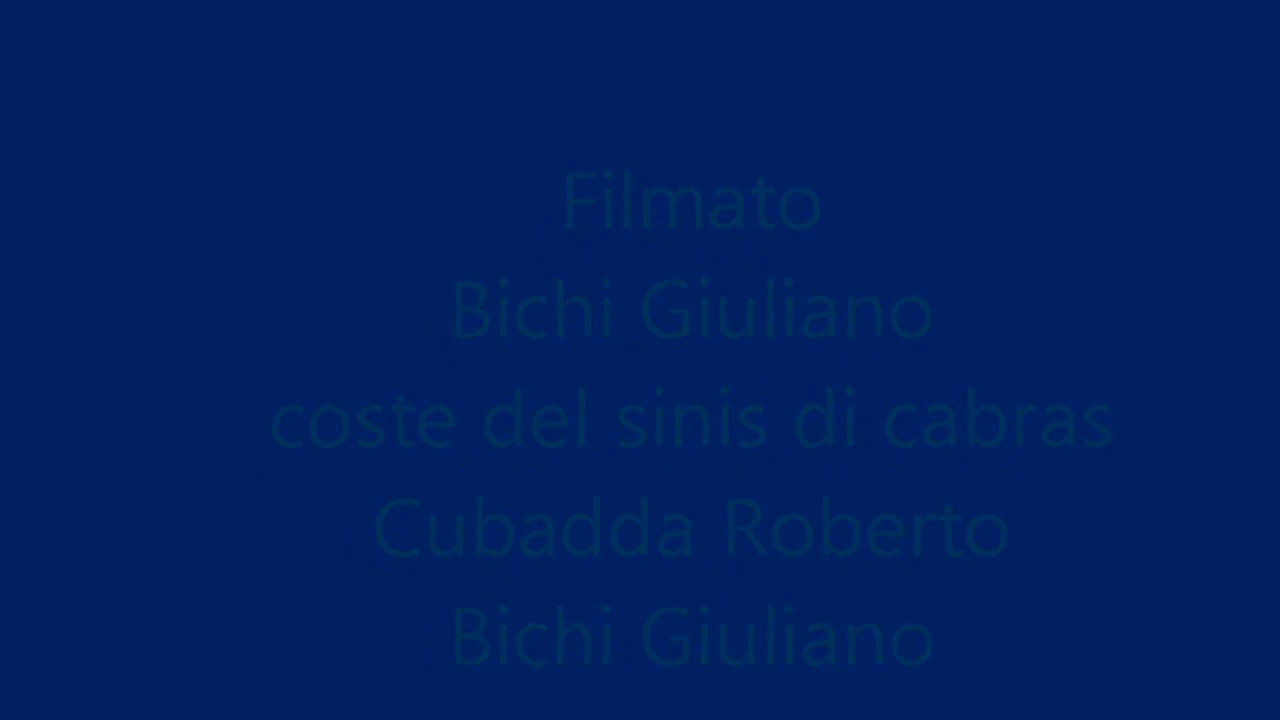 Filmato
Bichi Giuliano
coste del sinis di cabras
Cubadda Roberto
Bichi Giuliano